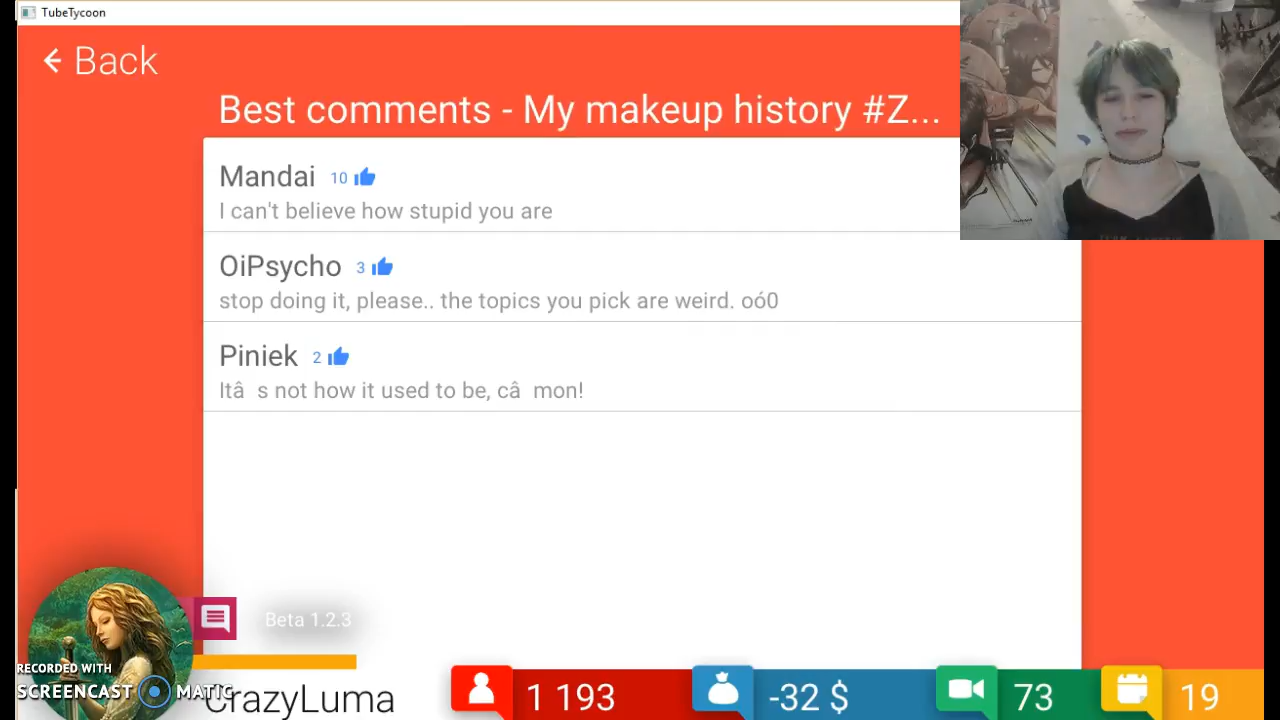 TubeTycoon
Back
Best comments - My makeup history #Z...
Mandai 10
I can't believe how stupid you are
OiPsycho 3
stop doing it, please.. the topics you pick are weird. oó0
Piniek 2
Itâ s not how it used to be, câ mon!
Beta 1.2.3
RECORDED WITH
SCREENCAST MATIC
CrazyLuma
1 193
-32 $
73
19